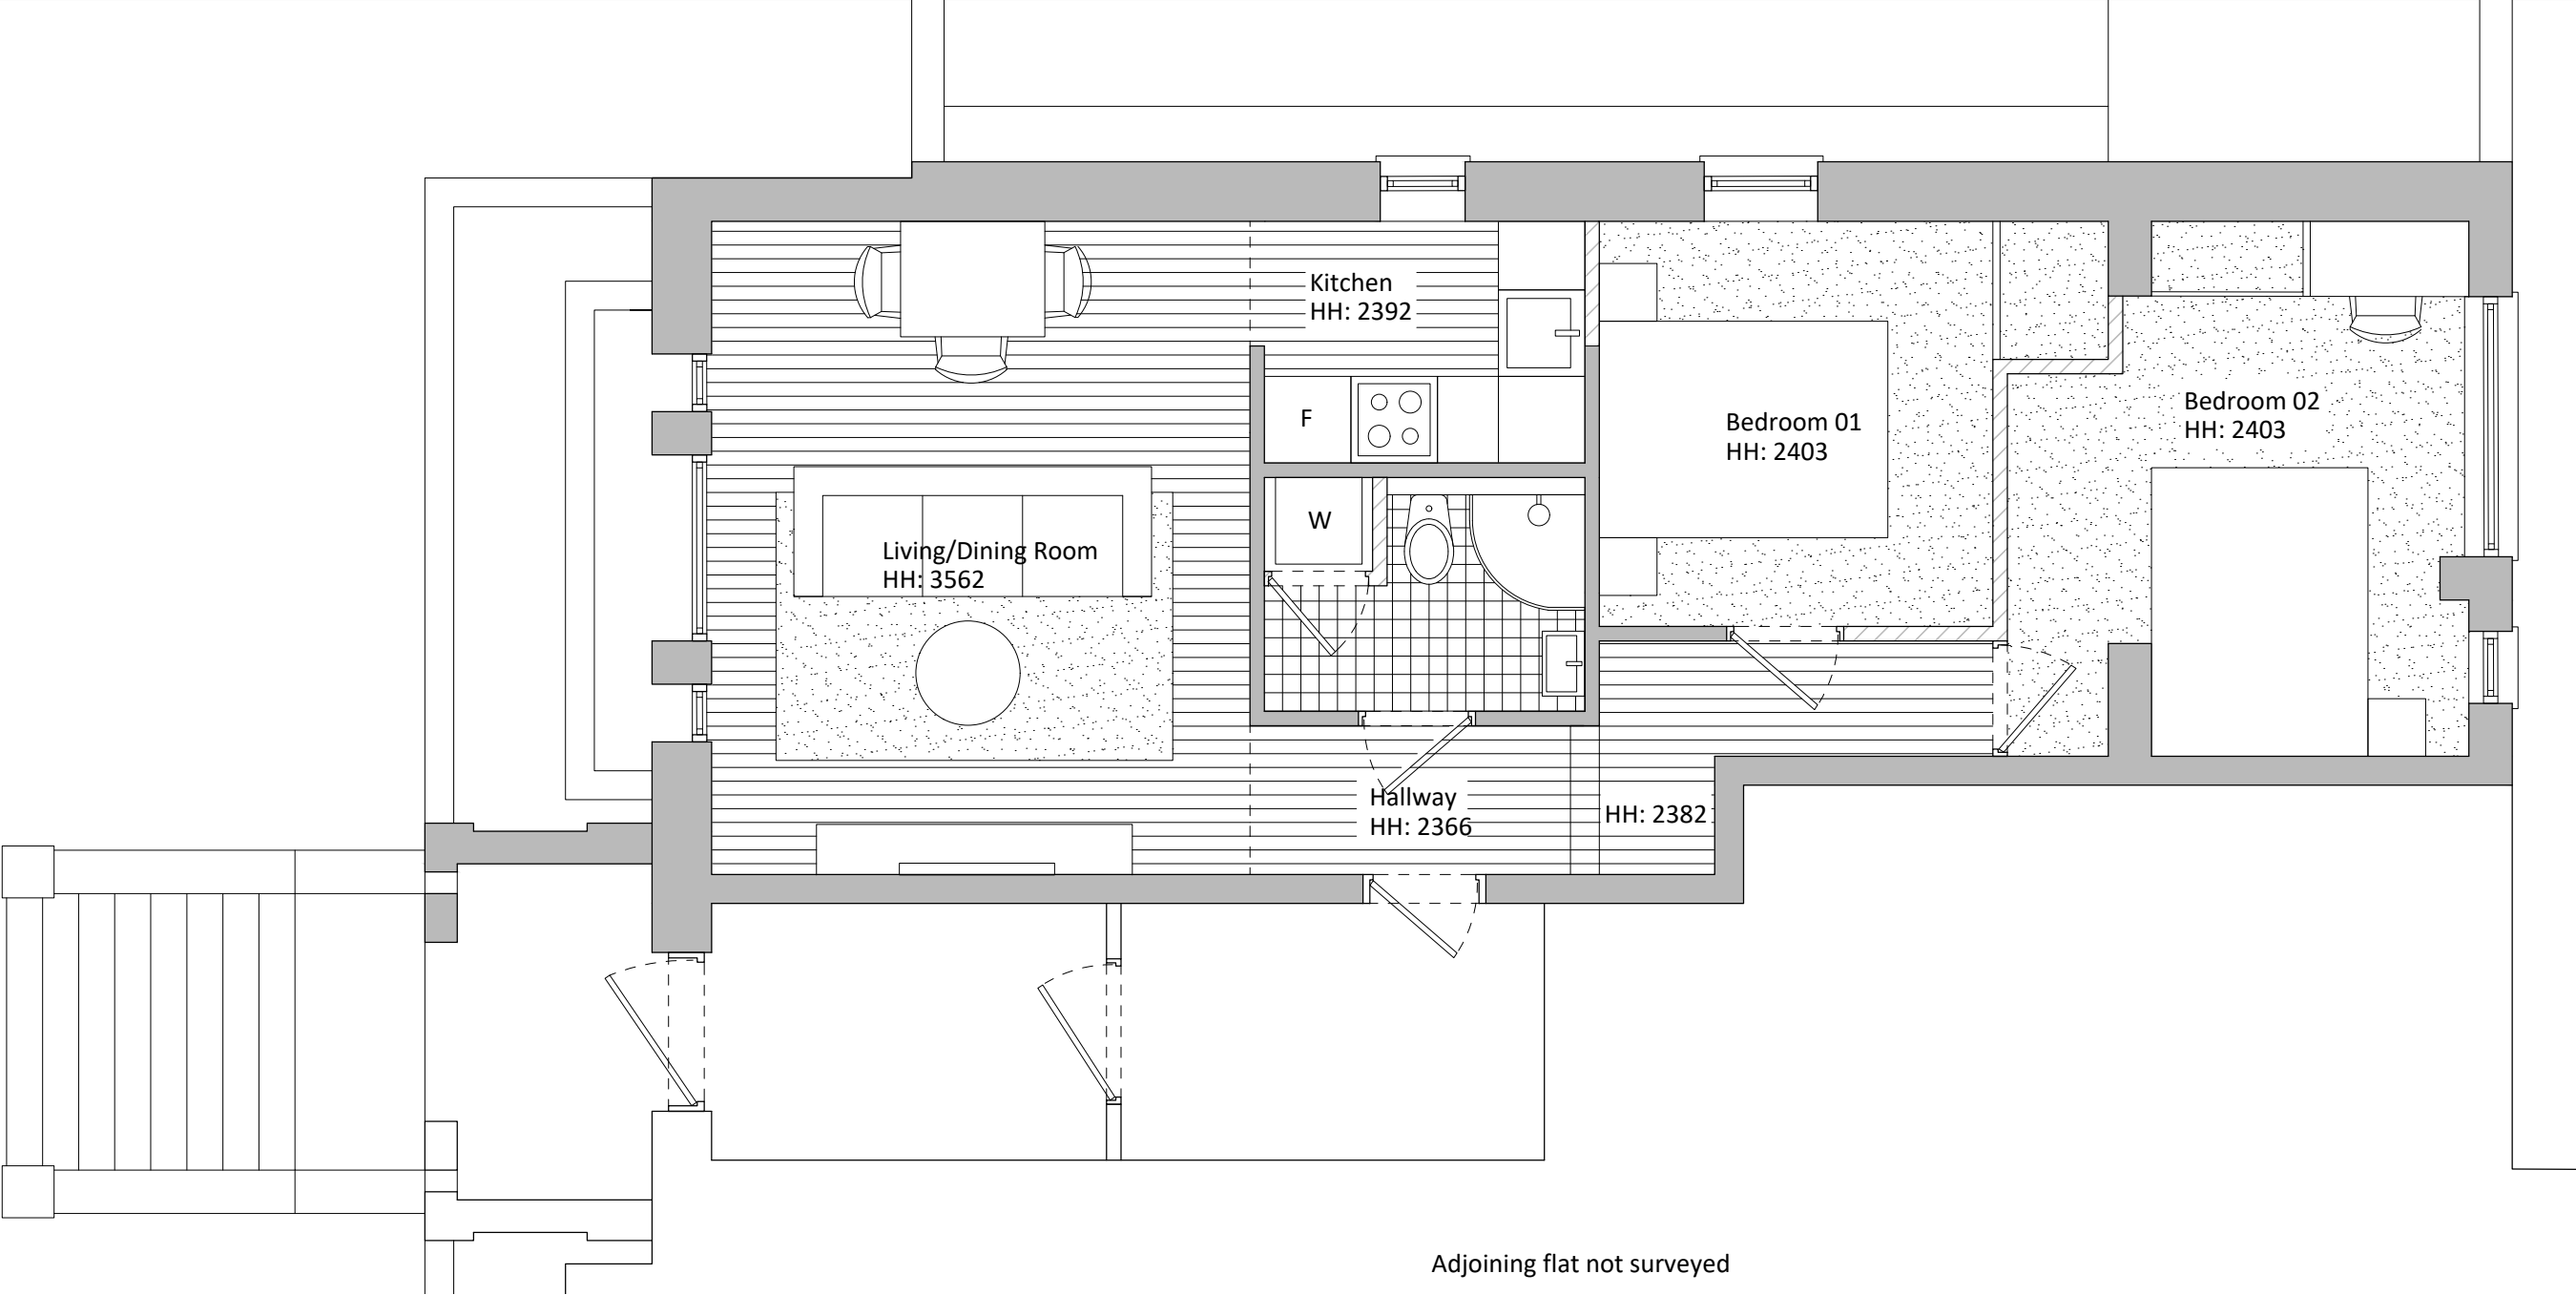 Kitchen
HH: 2392
F
Bedroom 01
HH: 2403
Bedroom 02
HH: 2403
W
Living/Dining Room
HH: 3562
Hallway
HH: 2366
HH: 2382
Adjoining flat not surveyed